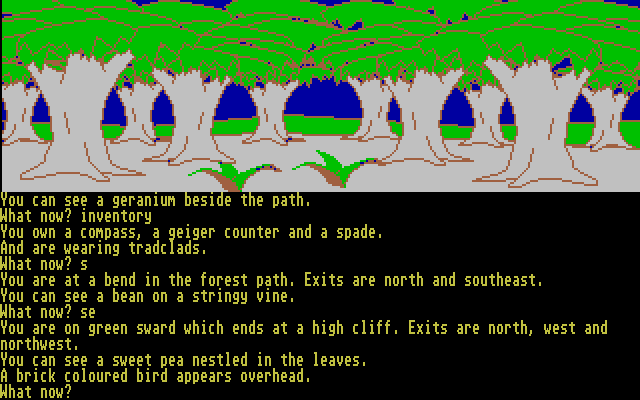 You can see a geranium beside the path.
What now? inventory
You own a compass, a geiger counter and a spade.
And are wearing tradclads.
What now? s
You are at a bend in the forest path. Exits are north and southeast.
You can see a bean on a stringy vine.
What now? se
You are on green sward which ends at a high cliff. Exits are north, west and
northwest.
You can see a sweet pea nestled in the leaves.
A brick coloured bird appears overhead.
What now?